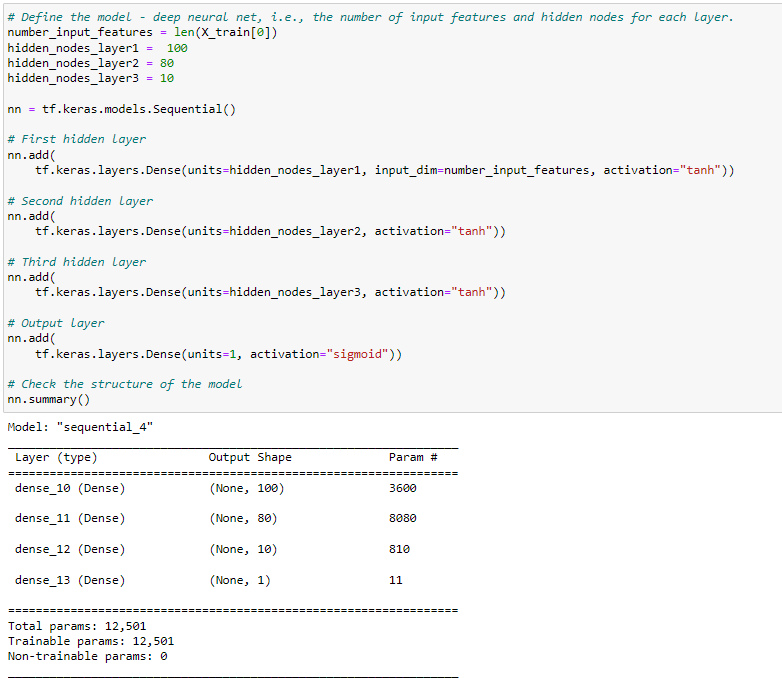 # Define the model - deep neural net, i.e., the number of input features and hidden nodes for each layer.
number_input_features = len(X_train[0])
hidden_nodes_layer1 =  100
hidden_nodes_layer2 = 80
hidden_nodes_layer3 = 10
nn = tf.keras.models.Sequential()
# First hidden layer
nn.add(
    tf.keras.layers.Dense(units=hidden_nodes_layer1, input_dim=number_input_features, activation="tanh"))
# Second hidden layer
nn.add(
    tf.keras.layers.Dense(units=hidden_nodes_layer2, activation="tanh"))
# Third hidden layer
nn.add(
    tf.keras.layers.Dense(units=hidden_nodes_layer3, activation="tanh"))
# Output layer
nn.add(
    tf.keras.layers.Dense(units=1, activation="sigmoid"))
# Check the structure of the model
nn.summary()
Model: "sequential_4"
Layer (type) Output Shape Param #
dense_10 (Dense) (None, 100) 3600
dense_11 (Dense) (None, 80) 8080
dense_12 (Dense) (None, 10) 810
dense_13 (Dense) (None, 1) 11
Total params: 12,501
Trainable params: 12,501
Non-trainable params: 0